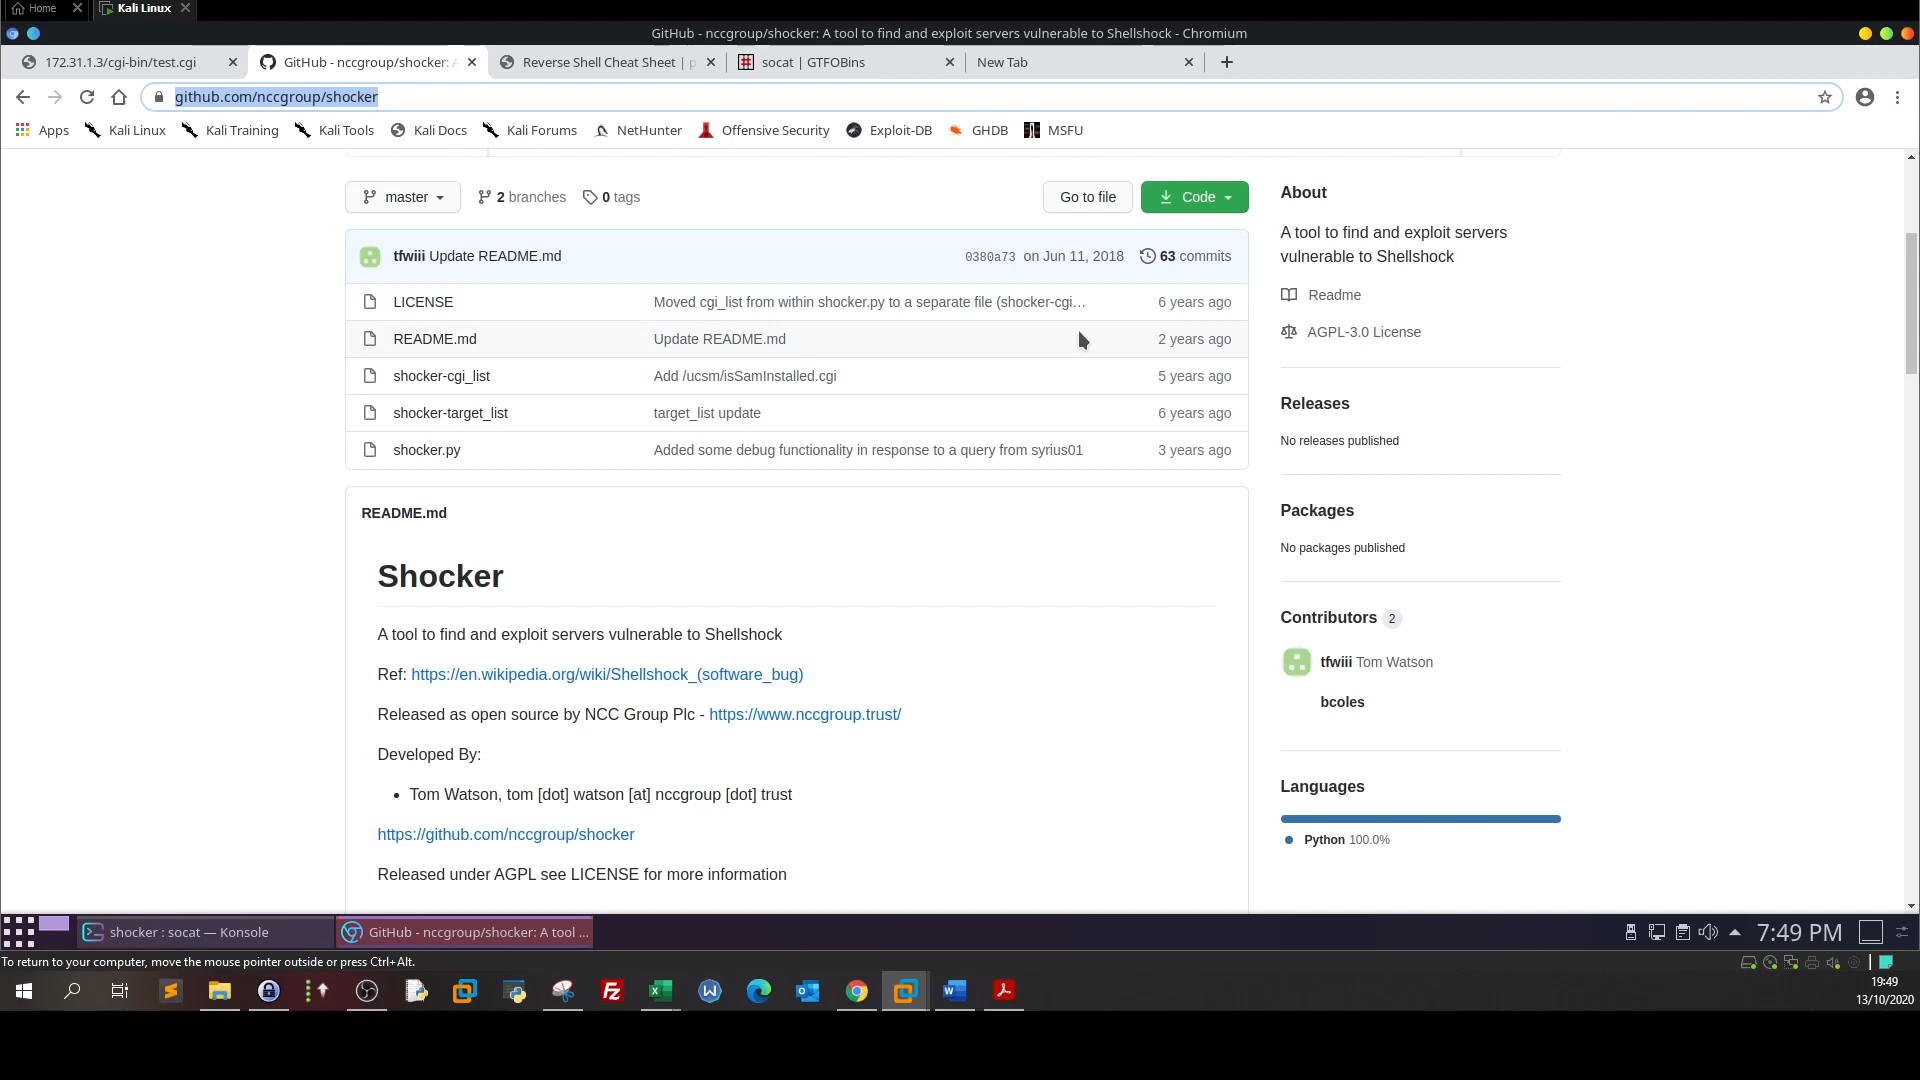 Home
Kali Linux
GitHub - nccgroup/shocker: A tool to find and exploit servers vulnerable to Shellshock - Chromium
172.31.1.3/cgi-bin/test.cgi
GitHub - nccgroup/shocker: A
Reverse Shell Cheat Sheet | p
socat | GTFOBins
New Tab
github.com/nccgroup/shocker
Apps
Kali Linux
Kali Training
Kali Tools
Kali Docs
Kali Forums
NetHunter
Offensive Security
Exploit-DB
GHDB
MSFU
master
2 branches
0 tags
Go to file
Code
tfwiii Update README.md
0380a73 on Jun 11, 2018
63 commits
LICENSE Moved cgi_list from within shocker.py to a separate file (shocker-cgi… 6 years ago
README.md Update README.md 2 years ago
shocker-cgi_list Add /ucsm/isSamInstalled.cgi 5 years ago
shocker-target_list target_list update 6 years ago
shocker.py Added some debug functionality in response to a query from syrius01 3 years ago
README.md
Shocker
A tool to find and exploit servers vulnerable to Shellshock
Ref: https://en.wikipedia.org/wiki/Shellshock_(software_bug)
Released as open source by NCC Group Plc - https://www.nccgroup.trust/
Developed By:
• Tom Watson, tom [dot] watson [at] nccgroup [dot] trust
https://github.com/nccgroup/shocker
Released under AGPL see LICENSE for more information
About
A tool to find and exploit servers
vulnerable to Shellshock
Readme
AGPL-3.0 License
Releases
No releases published
Packages
No packages published
Contributors 2
tfwiii Tom Watson
bcoles
Languages
Python 100.0%
shocker : socat — Konsole
GitHub - nccgroup/shocker: A tool ...
7:49 PM
To return to your computer, move the mouse pointer outside or press Ctrl+Alt.
19:49
13/10/2020